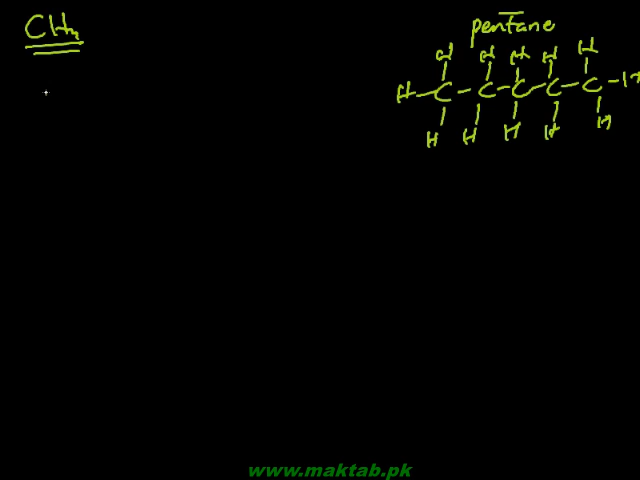 CH4
pentane
H H H H H
H-C-C-C-C-C-H
H H H H H
www.maktab.pk